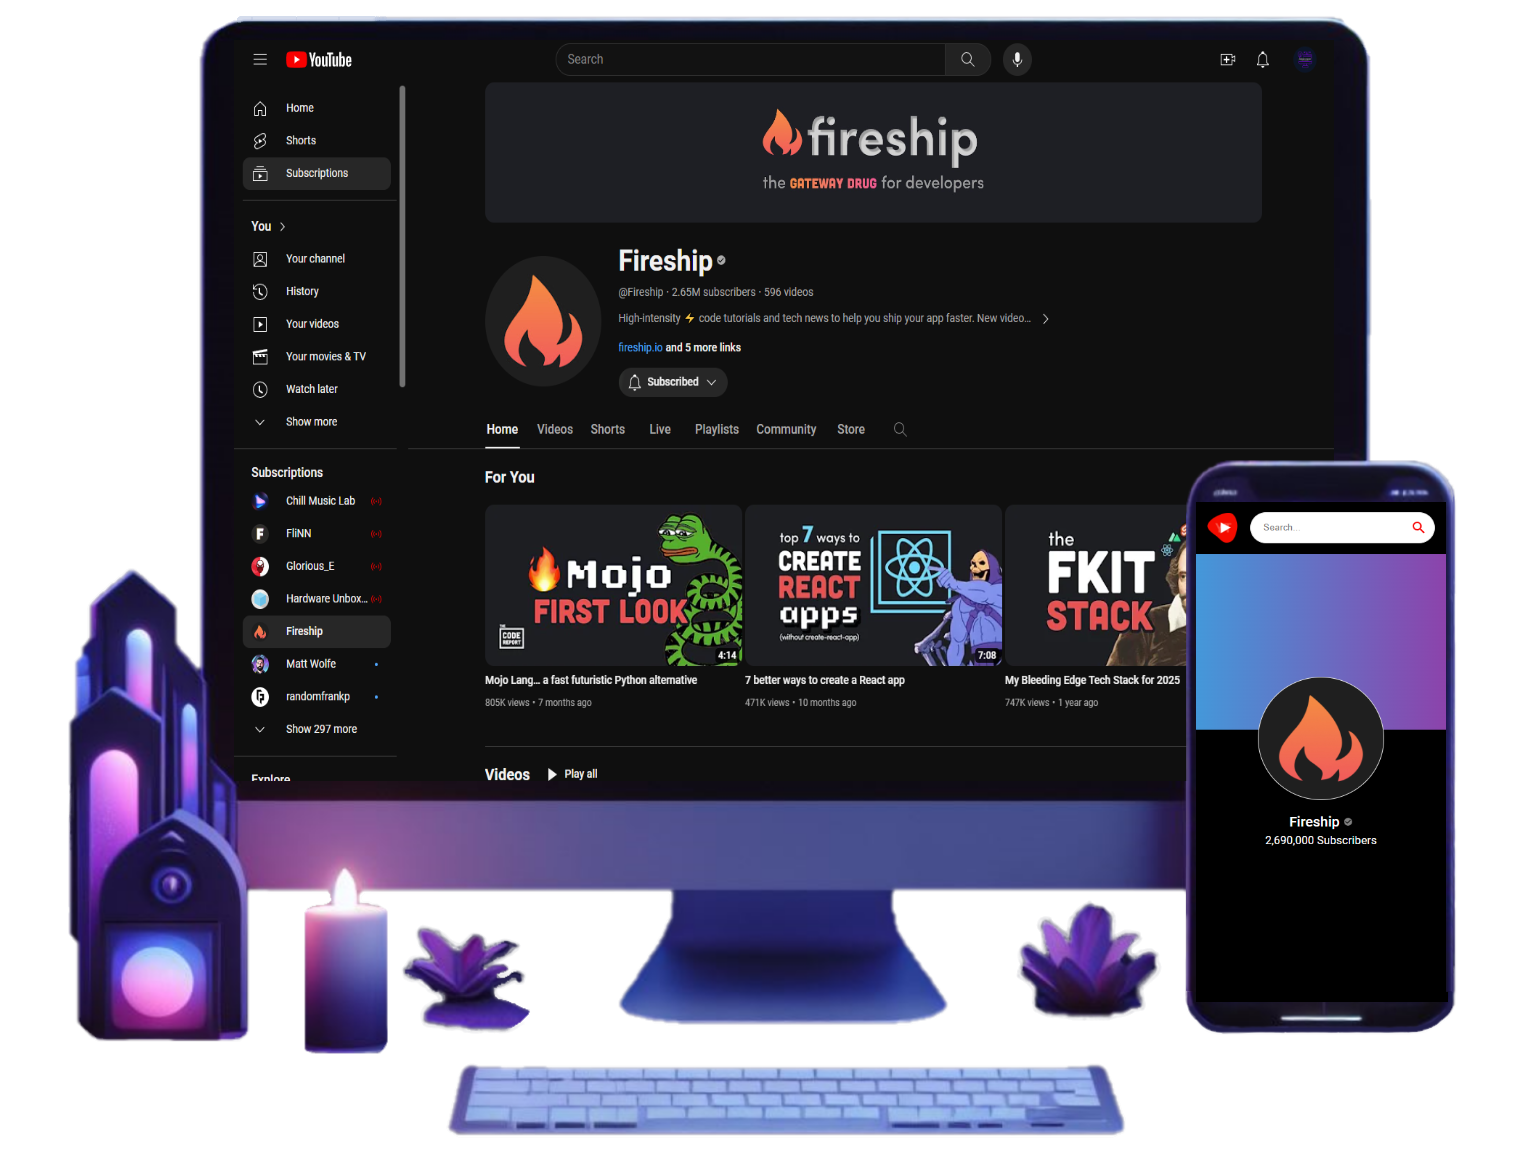 YouTube
Search
Home
Shorts
Subscriptions
You
Your channel
History
Your videos
Your movies & TV
Watch later
Show more
Subscriptions
Chill Music Lab
FliNN
Glorious_E
Hardware Unbox...
Fireship
Matt Wolfe
randomfrankp
Show 297 more
Explore
fireship
the GATEWAY DRUG for developers
Fireship
@Fireship · 2.65M subscribers · 596 videos
High-intensity ⚡ code tutorials and tech news to help you ship your app faster. New video...
fireship.io and 5 more links
Subscribed
Home Videos Shorts Live Playlists Community Store
For You
Mojo
FIRST LOOK
THE
CODE
REPORT
4:14
Mojo Lang... a fast futuristic Python alternative
805K views • 7 months ago
top 7 ways to
CREATE
REACT
apps
(without create-react-app)
7:08
7 better ways to create a React app
471K views • 10 months ago
the
FKIT
STACK
My Bleeding Edge Tech Stack for 2025
747K views • 1 year ago
Videos
Play all
Search...
Fireship
2,690,000 Subscribers